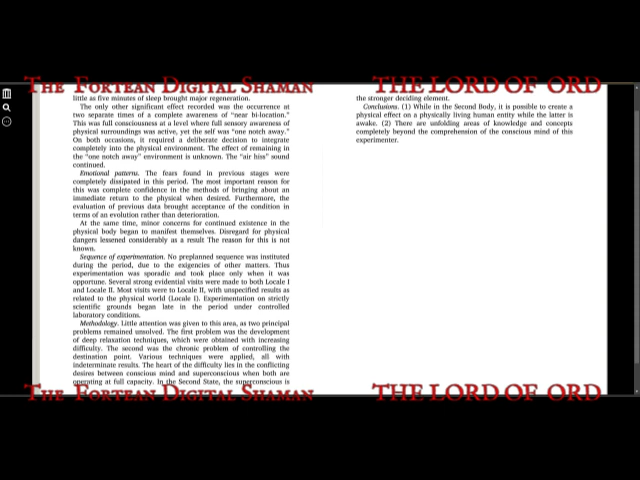 THE FORTEAN DIGITAL SHAMAN
THE LORD OF ORD
little as five minutes of sleep brought major regeneration.
The only other significant effect recorded was the occurrence at
two separate times of a complete awareness of "near bi-location."
This was full consciousness at a level where full sensory awareness of
physical surroundings was active, yet the self was "one notch away."
On both occasions, it required a deliberate decision to integrate
completely into the physical environment. The effect of remaining in
the "one notch away" environment is unknown. The "air hiss" sound
continued.
Emotional patterns. The fears found in previous stages were
completely dissipated in this period. The most important reason for
this was complete confidence in the methods of bringing about an
immediate return to the physical when desired. Furthermore, the
evaluation of previous data brought acceptance of the condition in
terms of an evolution rather than deterioration.
At the same time, minor concerns for continued existence in the
physical body began to manifest themselves. Disregard for physical
dangers lessened considerably as a result The reason for this is not
known.
Sequence of experimentation. No preplanned sequence was instituted
during the period, due to the exigencies of other matters. Thus
experimentation was sporadic and took place only when it was
opportune. Several strong evidential visits were made to both Locale I
and Locale II. Most visits were to Locale II, with unspecified results as
related to the physical world (Locale I). Experimentation on strictly
scientific grounds began late in the period under controlled
laboratory conditions.
Methodology. Little attention was given to this area, as two principal
problems remained unsolved. The first problem was the development
of deep relaxation techniques, which were obtained with increasing
difficulty. The second was the chronic problem of controlling the
destination point. Various techniques were applied, all with
indeterminate results. The heart of the difficulty lies in the conflicting
desires between conscious mind and superconscious when both are
operating at full capacity. In the Second State, the superconscious is
the stronger deciding element.
Conclusions. (1) While in the Second Body, it is possible to create a
physical effect on a physically living human entity while the latter is
awake. (2) There are unfolding areas of knowledge and concepts
completely beyond the comprehension of the conscious mind of this
experimenter.
THE FORTEAN DIGITAL SHAMAN
THE LORD OF ORD